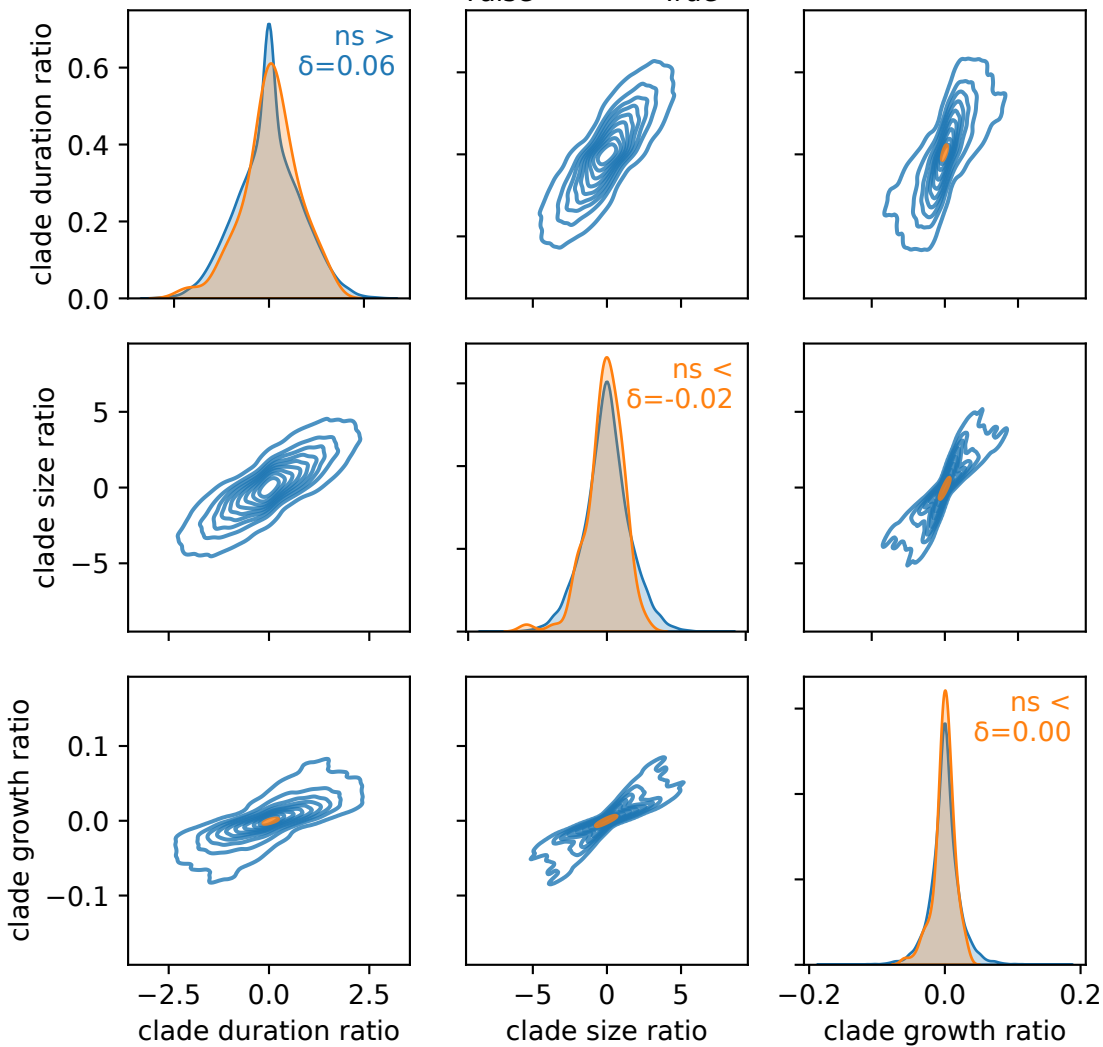 False True
clade duration ratio
0.6
0.4
0.2
0.0
ns >
δ=0.06
clade size ratio
5
0
−5
ns <
δ=-0.02
clade growth ratio
0.1
0.0
−0.1
ns <
δ=0.00
−2.5 0.0 2.5 −5 0 5 −0.2 0.0 0.2
clade duration ratio clade size ratio clade growth ratio